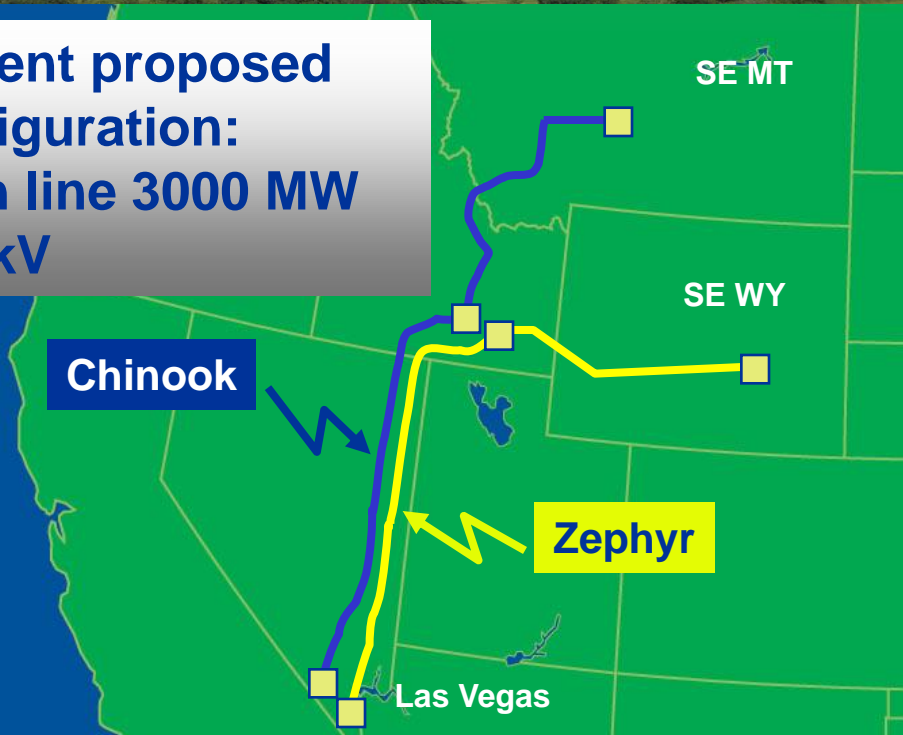 ent proposed
iguration:
line 3000 MW
kV
SE MT
SE WY
Chinook
Zephyr
Las Vegas